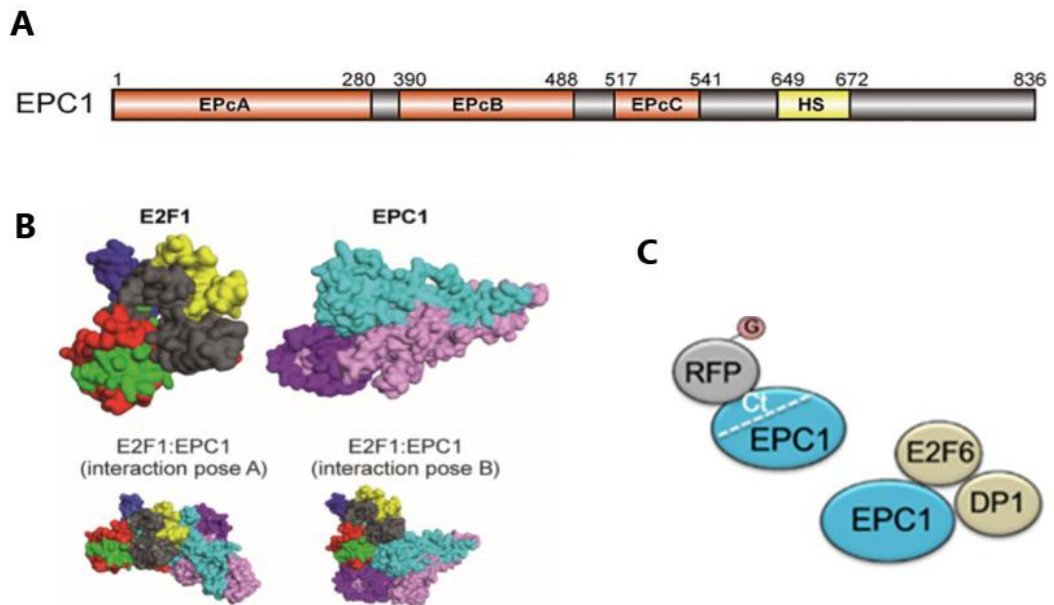 A
1 280 390 488 517 541 649 672 836
EPC1 EPcA EPcB EPcC HS
B
E2F1 EPC1
E2F1:EPC1 E2F1:EPC1
(interaction pose A) (interaction pose B)
C
G
RFP
Ct
EPC1
E2F6
EPC1 DP1